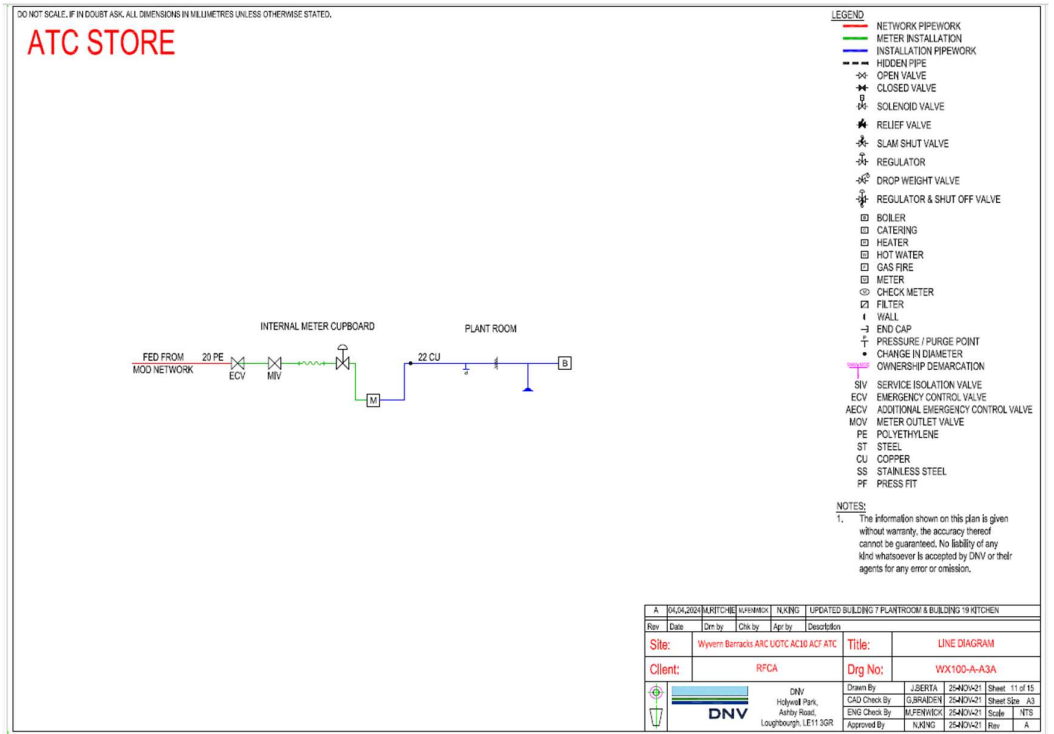 DO NOT SCALE. IF IN DOUBT ASK. ALL DIMENSIONS IN MILLIMETRES UNLESS OTHERWISE STATED.
ATC STORE
LEGEND
NETWORK PIPEWORK
METER INSTALLATION
INSTALLATION PIPEWORK
HIDDEN PIPE
OPEN VALVE
CLOSED VALVE
SOLENOID VALVE
RELIEF VALVE
SLAM SHUT VALVE
REGULATOR
DROP WEIGHT VALVE
REGULATOR & SHUT OFF VALVE
BOILER
CATERING
HEATER
HOT WATER
GAS FIRE
METER
CHECK METER
FILTER
WALL
END CAP
PRESSURE / PURGE POINT
CHANGE IN DIAMETER
OWNERSHIP DEMARCATION
SIV SERVICE ISOLATION VALVE
ECV EMERGENCY CONTROL VALVE
AECV ADDITIONAL EMERGENCY CONTROL VALVE
MOV METER OUTLET VALVE
PE POLYETHYLENE
ST STEEL
CU COPPER
SS STAINLESS STEEL
PF PRESS FIT
INTERNAL METER CUPBOARD
PLANT ROOM
FED FROM
MOD NETWORK
20 PE
ECV
MIV
M
22 CU
B
NOTES:
1. The information shown on this plan is given
without warranty, the accuracy thereof
cannot be guaranteed. No liability of any
kind whatsoever is accepted by DNV or their
agents for any error or omission.
A 04.04.2024 M.RITCHIE M.FENWICK N.KING UPDATED BUILDING 7 PLANTROOM & BUILDING 19 KITCHEN
Rev Date Drn by Chk by Apr by Description
Site: Wyvern Barracks ARC UOTC AC10 ACF ATC Title: LINE DIAGRAM
Client: RFCA Drg No: WX100-A-A3A
DNV
DNV
Holywell Park,
Ashby Road,
Loughbourgh, LE11 3GR
Drawn By J.BERTA 25-NOV-21 Sheet 11 of 15
CAD Check By G.BRAIDEN 25-NOV-21 Sheet Size A3
ENG Check By M.FENWICK 25-NOV-21 Scale NTS
Approved By N.KING 25-NOV-21 Rev A